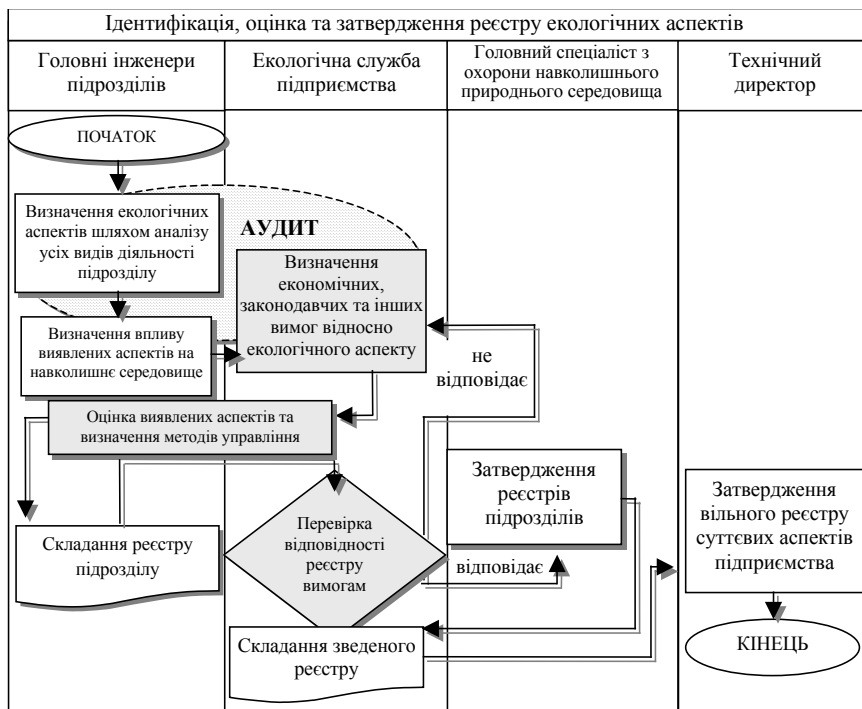 Ідентифікація, оцінка та затвердження реєстру екологічних аспектів
Головні інженери
підрозділів
Екологічна служба
підприємства
Головний спеціаліст з
охорони навколишнього
природнього середовища
Технічний
директор
ПОЧАТОК
Визначення екологічних
аспектів шляхом аналізу
усіх видів діяльності
підрозділу
АУДИТ
Визначення
економічних,
законодавчих та інших
вимог відносно
екологічного аспекту
Визначення впливу
виявлених аспектів на
навколишнє середовище
не
відповідає
Оцінка виявлених аспектів та
визначення методів управління
Складання реєстру
підрозділу
Перевірка
відповідності
реєстру
вимогам
Затвердження
реєстрів
підрозділів
відповідає
Затвердження
вільного реєстру
суттєвих аспектів
підприємства
Складання зведеного
реєстру
КІНЕЦЬ